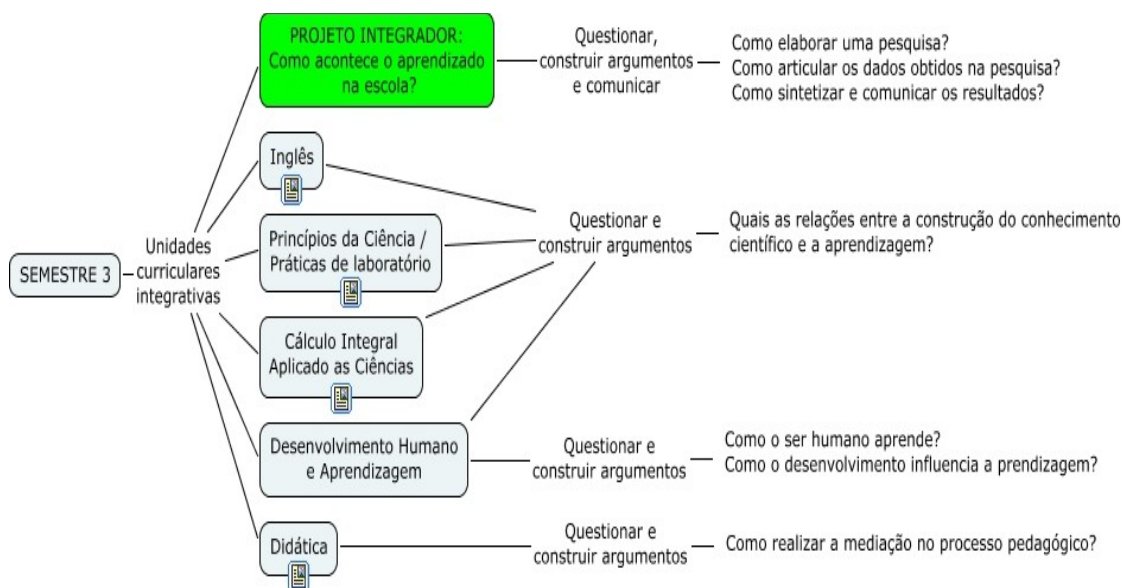 PROJETO INTEGRADOR:
Como acontece o aprendizado
na escola?
Questionar,
construir argumentos
e comunicar
Como elaborar uma pesquisa?
Como articular os dados obtidos na pesquisa?
Como sintetizar e comunicar os resultados?
Inglês
Princípios da Ciência /
Práticas de laboratório
Questionar e
construir argumentos
Quais as relações entre a construção do conhecimento
científico e a aprendizagem?
SEMESTRE 3
Unidades
curriculares
integrativas
Cálculo Integral
Aplicado as Ciências
Desenvolvimento Humano
e Aprendizagem
Questionar e
construir argumentos
Como o ser humano aprende?
Como o desenvolvimento influencia a prendizagem?
Didática
Questionar e
construir argumentos
Como realizar a mediação no processo pedagógico?